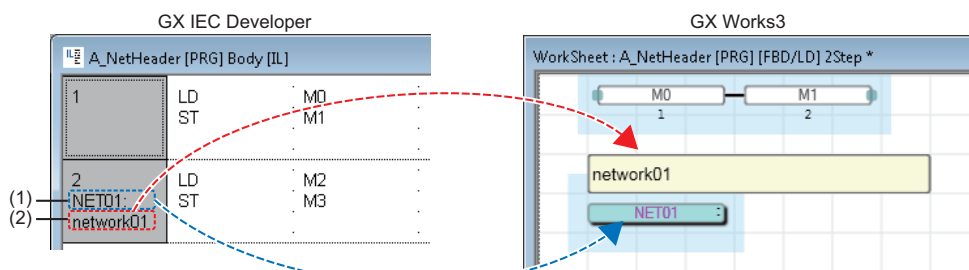 GX IEC Developer
GX Works3
A_NetHeader [PRG] Body [IL]
1 LD M0
ST M1
2 LD M2
NET01: ST M3
network01
(1)
(2)
WorkSheet : A_NetHeader [PRG] [FBD/LD] 2Step *
M0 M1
1 2
network01
NET01 :